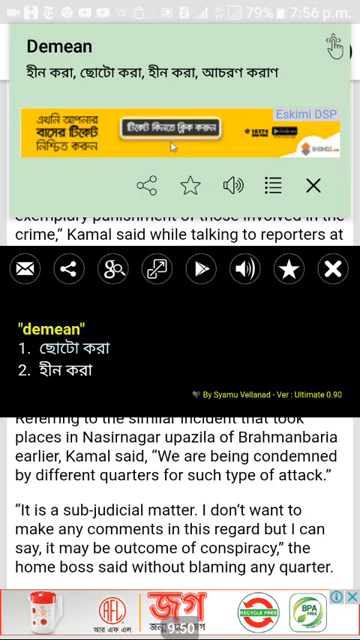 79% 7:56 p.m.
Demean
হীন করা, ছোটো করা, হীন করা, আচরণ করাণ
Eskimi DSP
এখনি আপনার
বাসের টিকেট
নিশ্চিত করুন
টিকেট কিনতে ক্লিক করুন
exemplary punishment of those involved in the
crime,” Kamal said while talking to reporters at
"demean"
1. ছোটো করা
2. হীন করা
By Syamu Vellanad - Ver : Ultimate 0.90
Referring to the similar incident that took
places in Nasirnagar upazila of Brahmanbaria
earlier, Kamal said, “We are being condemned
by different quarters for such type of attack.”
“It is a sub-judicial matter. I don’t want to
make any comments in this regard but I can
say, it may be outcome of conspiracy,” the
home boss said without blaming any quarter.
RFL
আর এফ এল
জগ
9:50
RECYCLE FREE
BPA
FREE